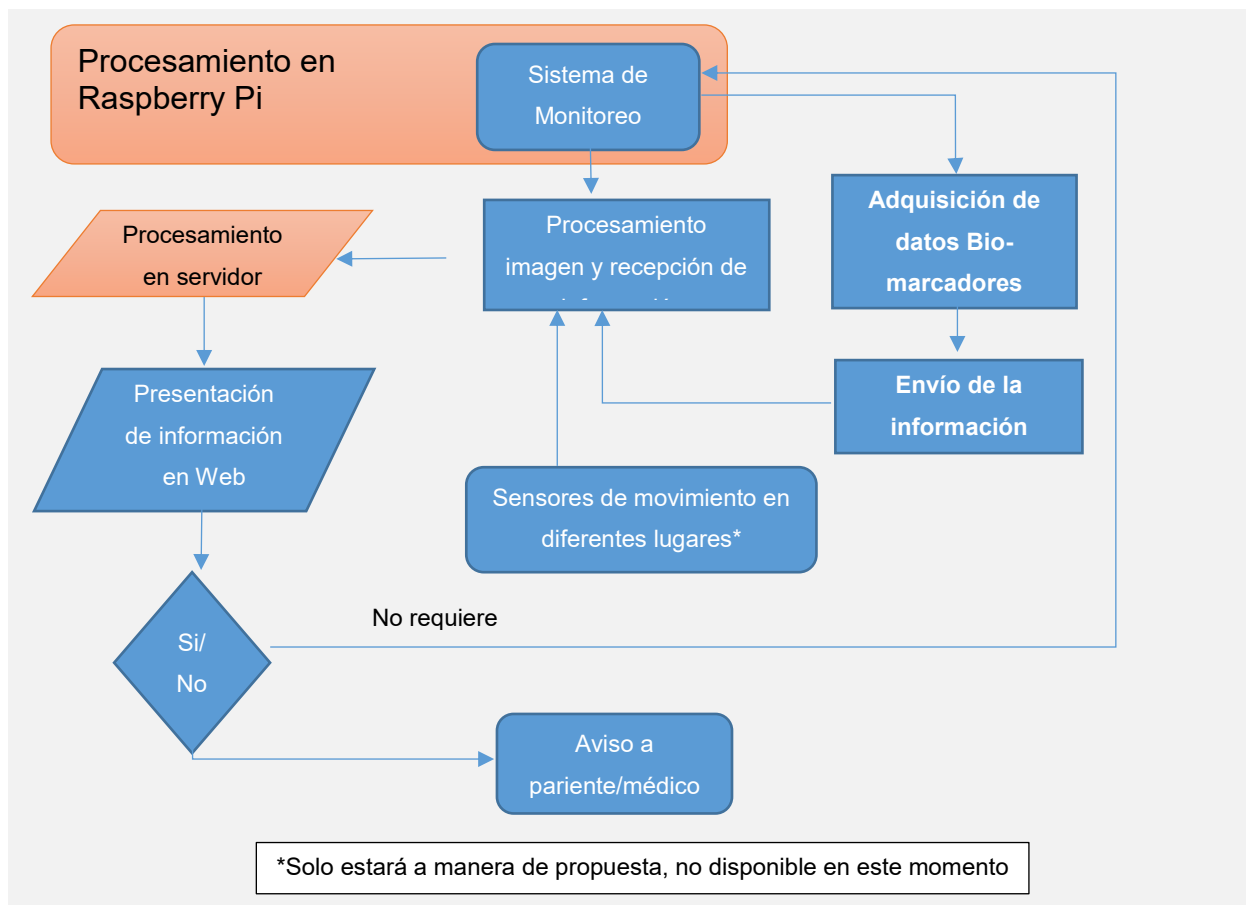 Procesamiento en
Raspberry Pi
Sistema de
Monitoreo
Adquisición de
datos Bio-
marcadores
Procesamiento
imagen y recepción de
Procesamiento
en servidor
Envío de la
información
Presentación
de información
en Web
Sensores de movimiento en
diferentes lugares*
No requiere
Si/
No
Aviso a
pariente/médico
*Solo estará a manera de propuesta, no disponible en este momento